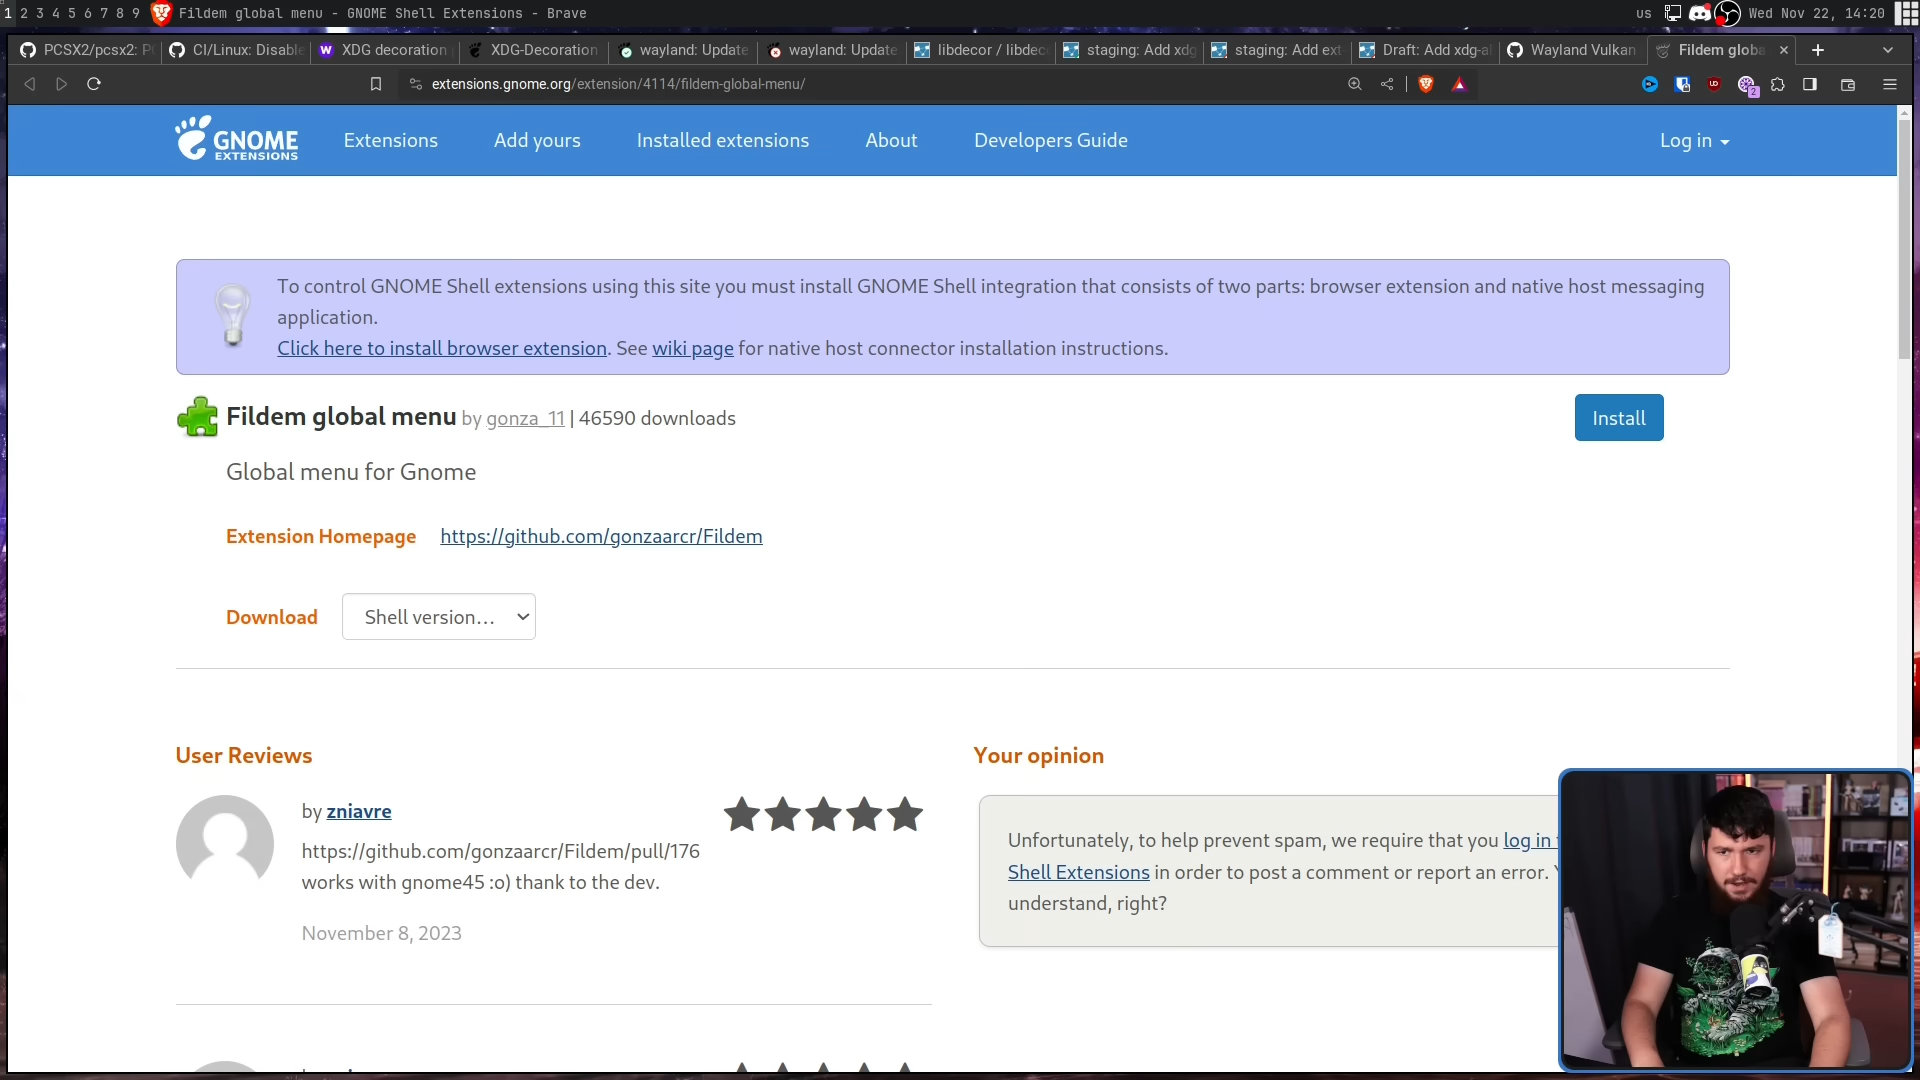 1 2 3 4 5 6 7 8 9 Fildem global menu - GNOME Shell Extensions - Brave us Wed Nov 22, 14:20
PCSX2/pcsx2: P CI/Linux: Disable XDG decoration XDG-Decoration wayland: Update wayland: Update libdecor / libdec staging: Add xdg staging: Add ext Draft: Add xdg-a Wayland Vulkan Fildem globa
extensions.gnome.org/extension/4114/fildem-global-menu/
2
GNOME EXTENSIONS Extensions Add yours Installed extensions About Developers Guide Log in
To control GNOME Shell extensions using this site you must install GNOME Shell integration that consists of two parts: browser extension and native host messaging
application.
Click here to install browser extension. See wiki page for native host connector installation instructions.
Fildem global menu by gonza_11 | 46590 downloads Install
Global menu for Gnome
Extension Homepage https://github.com/gonzaarcr/Fildem
Download Shell version...
User Reviews Your opinion
by zniavre
https://github.com/gonzaarcr/Fildem/pull/176
works with gnome45 :o) thank to the dev.
November 8, 2023
Unfortunately, to help prevent spam, we require that you log in
Shell Extensions in order to post a comment or report an error.
understand, right?